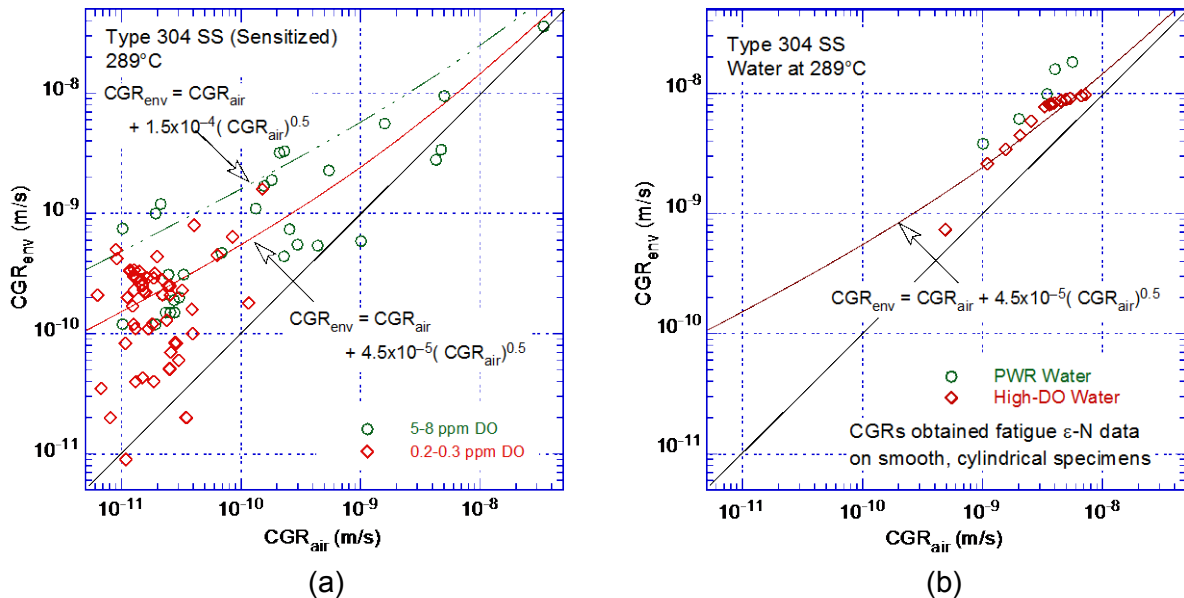 Type 304 SS (Sensitized)
289°C
CGRenv = CGRair
+ 1.5x10–4( CGRair)0.5
CGRenv = CGRair
+ 4.5x10–5( CGRair)0.5
5-8 ppm DO
0.2-0.3 ppm DO
10–8
10–9
10–10
10–11
CGRenv (m/s)
10–11
10–10
10–9
10–8
CGRair (m/s)
(a)
Type 304 SS
Water at 289°C
CGRenv = CGRair + 4.5x10–5( CGRair)0.5
PWR Water
High-DO Water
CGRs obtained fatigue ε-N data
on smooth, cylindrical specimens
10–8
10–9
10–10
10–11
CGRenv (m/s)
10–11
10–10
10–9
10–8
CGRair (m/s)
(b)